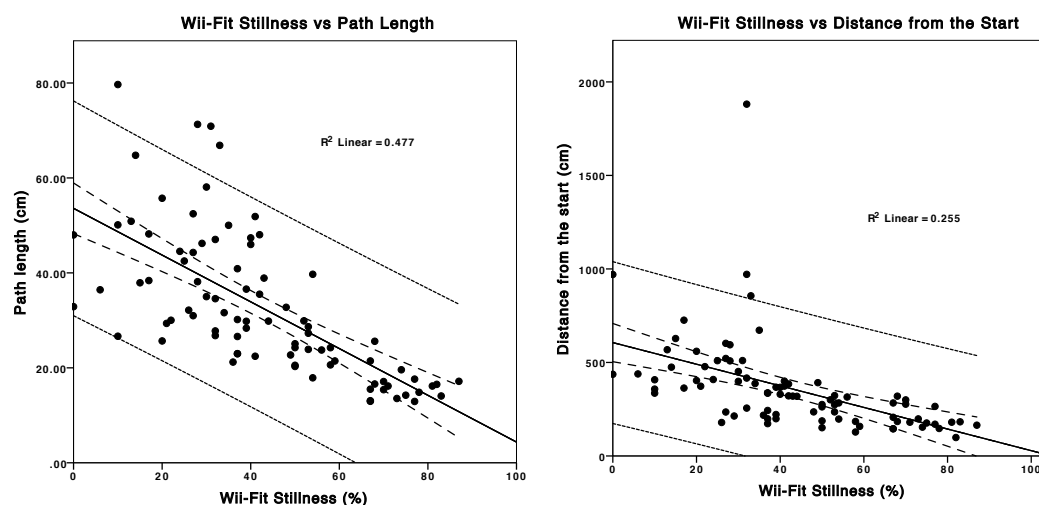 Wii-Fit Stillness vs Path Length
Path length (cm)
80.00
60.00
40.00
20.00
.00
R² Linear = 0.477
0 20 40 60 80 100
Wii-Fit Stillness (%)
Wii-Fit Stillness vs Distance from the Start
Distance from the start (cm)
2000
1500
1000
500
0
R² Linear = 0.255
0 20 40 60 80 100
Wii-Fit Stillness (%)